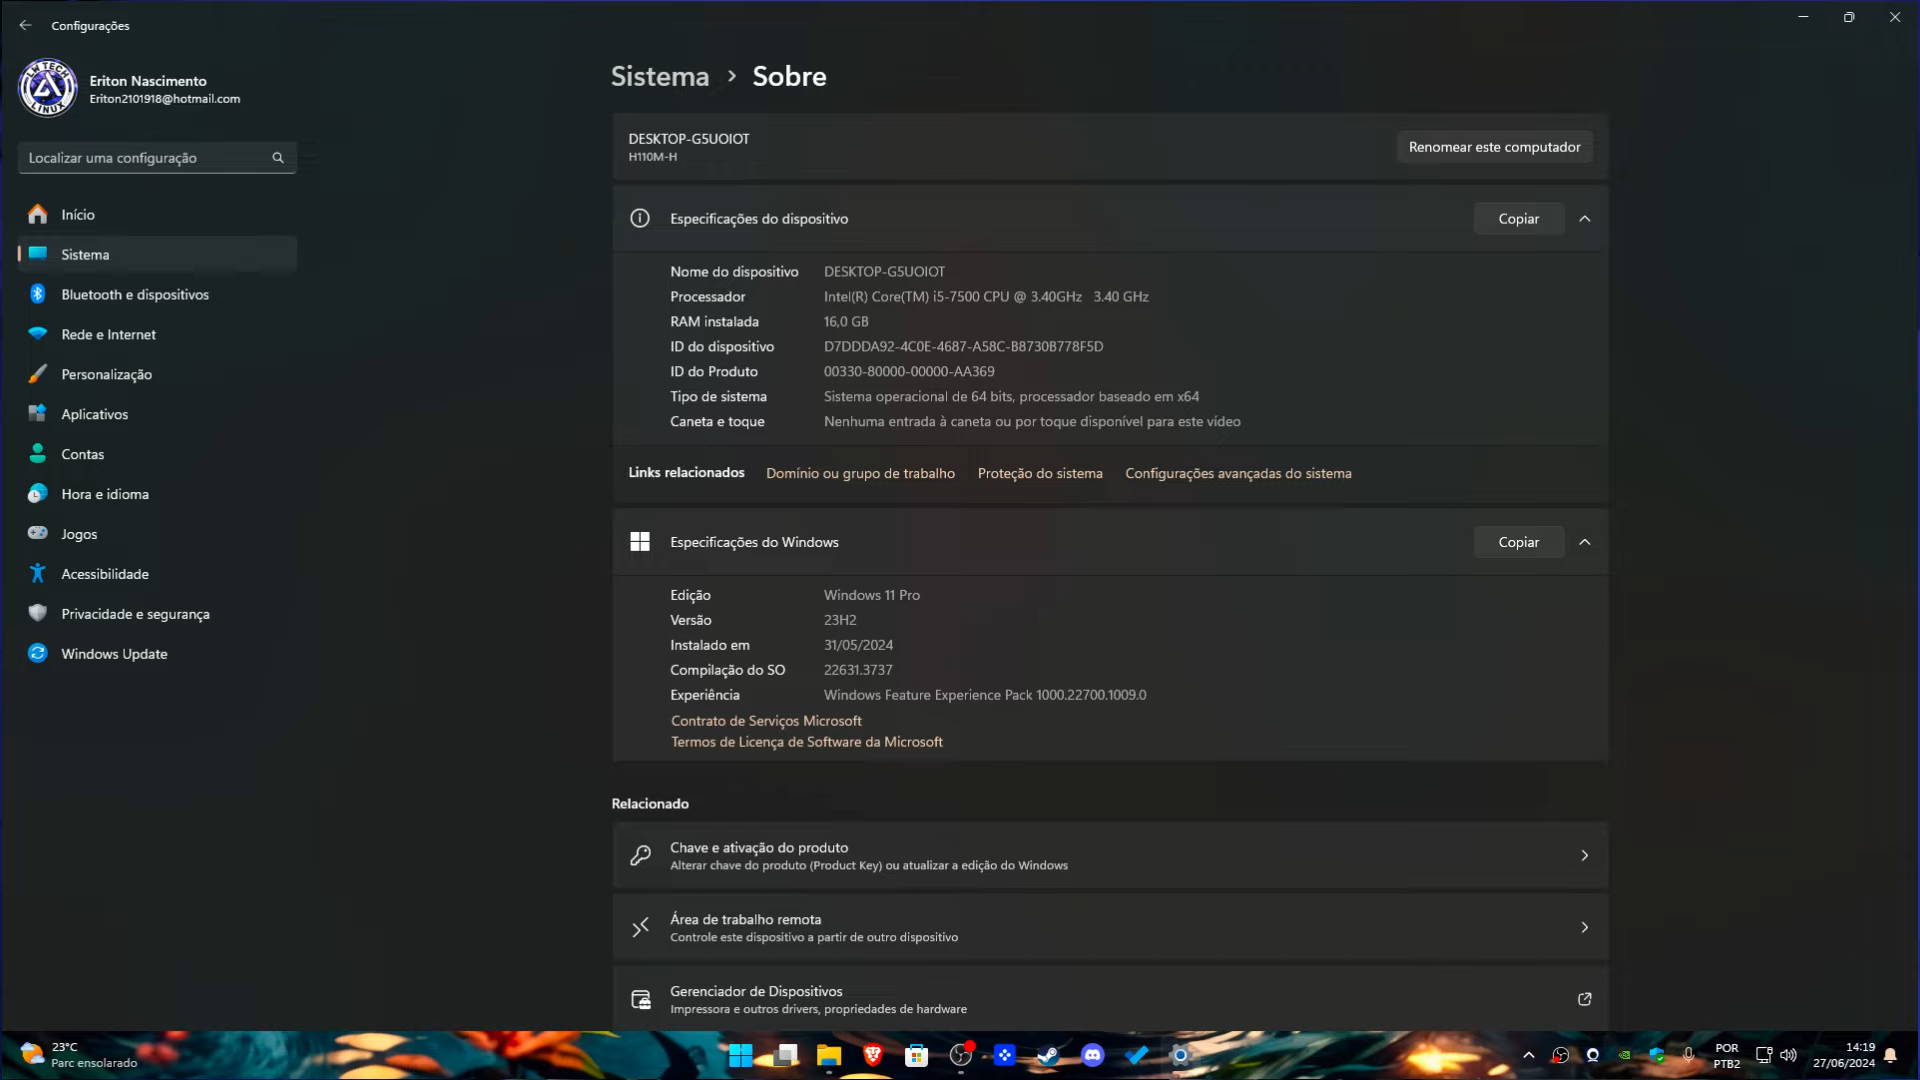 Configurações
LN TECH
LINUX
Eriton Nascimento
Eriton2101918@hotmail.com
Localizar uma configuração
Início
Sistema
Bluetooth e dispositivos
Rede e Internet
Personalização
Aplicativos
Contas
Hora e idioma
Jogos
Acessibilidade
Privacidade e segurança
Windows Update
Sistema > Sobre
DESKTOP-G5UOIOT
H110M-H
Renomear este computador
Especificações do dispositivo
Copiar
Nome do dispositivo DESKTOP-G5UOIOT
Processador Intel(R) Core(TM) i5-7500 CPU @ 3.40GHz 3.40 GHz
RAM instalada 16,0 GB
ID do dispositivo D7DDDA92-4C0E-4687-A58C-B8730B778F5D
ID do Produto 00330-80000-00000-AA369
Tipo de sistema Sistema operacional de 64 bits, processador baseado em x64
Caneta e toque Nenhuma entrada à caneta ou por toque disponível para este vídeo
Links relacionados Domínio ou grupo de trabalho Proteção do sistema Configurações avançadas do sistema
Especificações do Windows
Copiar
Edição Windows 11 Pro
Versão 23H2
Instalado em 31/05/2024
Compilação do SO 22631.3737
Experiência Windows Feature Experience Pack 1000.22700.1009.0
Contrato de Serviços Microsoft
Termos de Licença de Software da Microsoft
Relacionado
Chave e ativação do produto
Alterar chave do produto (Product Key) ou atualizar a edição do Windows
Área de trabalho remota
Controle este dispositivo a partir de outro dispositivo
Gerenciador de Dispositivos
Impressora e outros drivers, propriedades de hardware
23°C
Parc ensolarado
POR
PTB2
14:19
27/06/2024